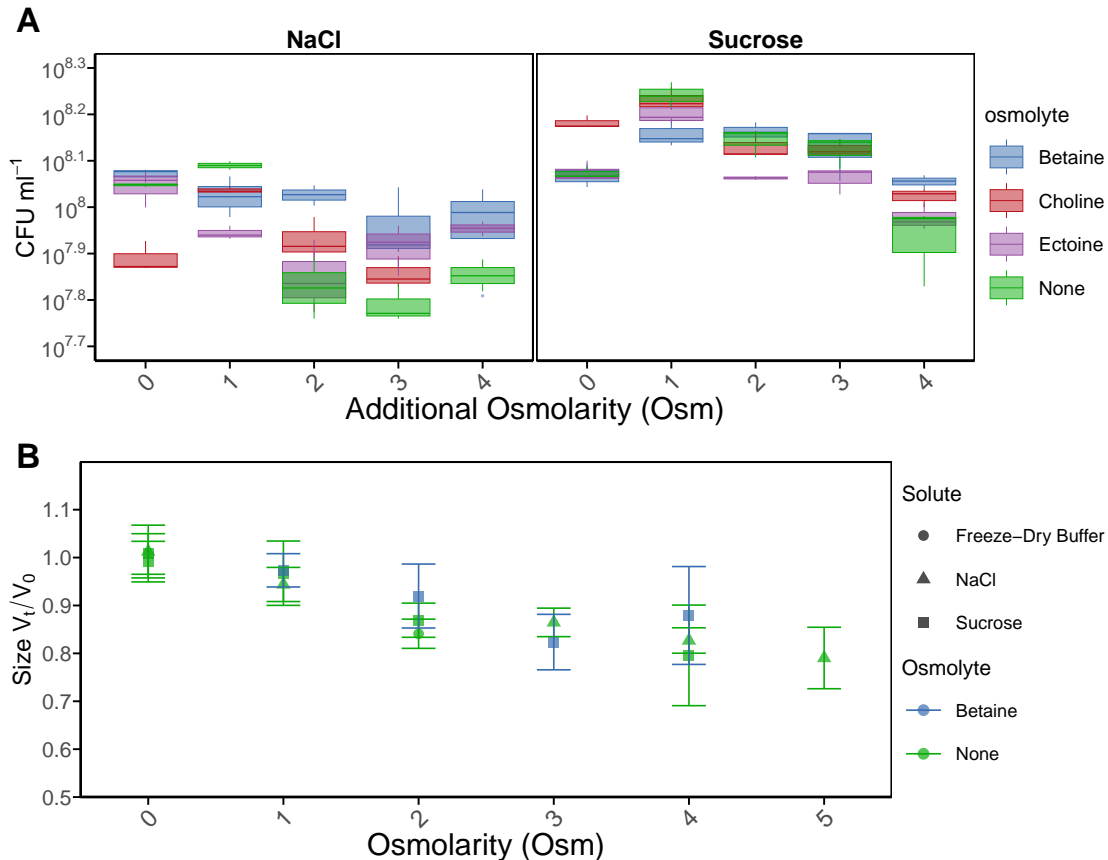 A
NaCl
Sucrose
10^8.3
10^8.2
10^8.1
10^8
10^7.9
10^7.8
10^7.7
CFU ml⁻¹
0 1 2 3 4
0 1 2 3 4
Additional Osmolarity (Osm)
osmolyte
Betaine
Choline
Ectoine
None
B
1.1
1.0
0.9
0.8
0.7
0.6
0.5
Size Vt/V0
0 1 2 3 4 5
Osmolarity (Osm)
Solute
Freeze−Dry Buffer
NaCl
Sucrose
Osmolyte
Betaine
None